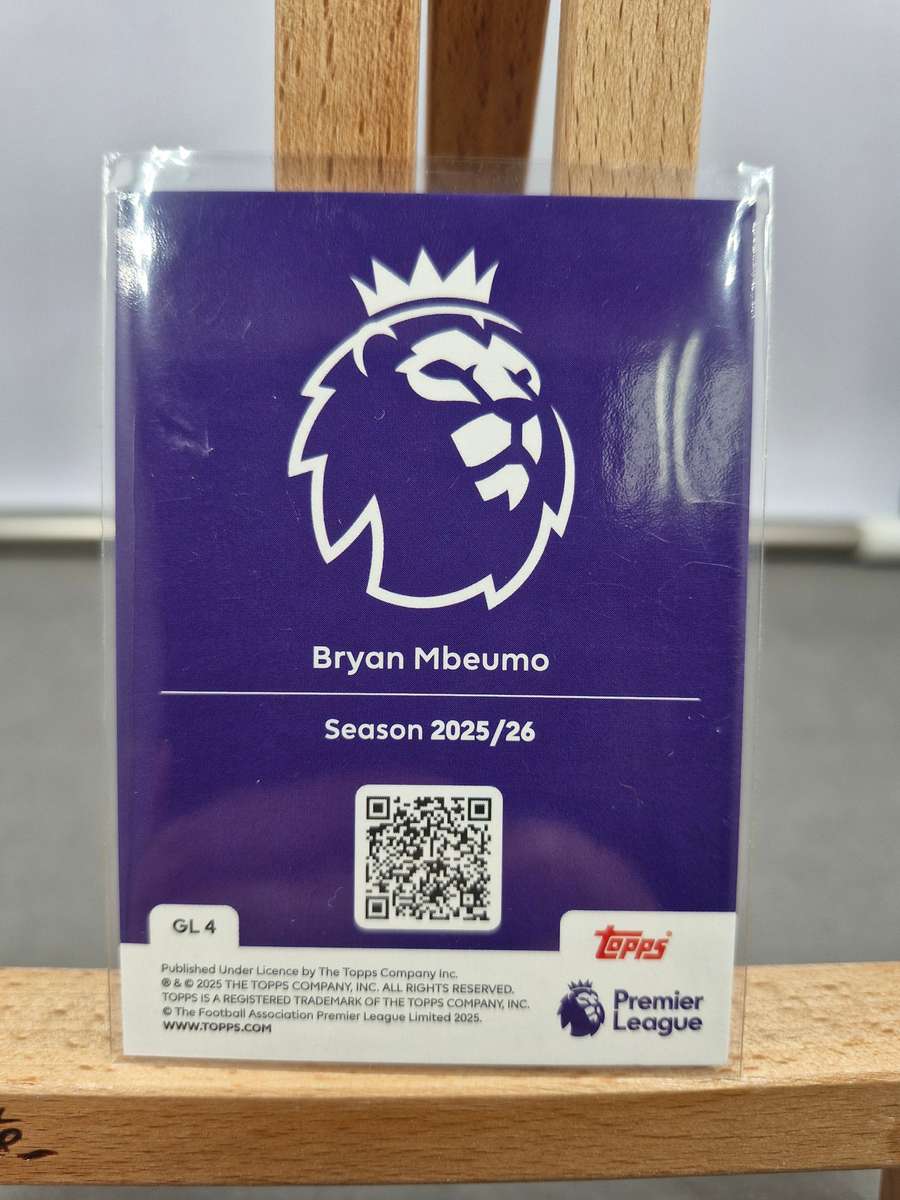 Bryan Mbeumo
Season 2025/26
GL 4
TOPPS
Published Under Licence by The Topps Company Inc.
® & © 2025 THE TOPPS COMPANY, INC. ALL RIGHTS RESERVED.
TOPPS IS A REGISTERED TRADEMARK OF THE TOPPS COMPANY, INC.
© The Football Association Premier League Limited 2025.
WWW.TOPPS.COM
Premier
League